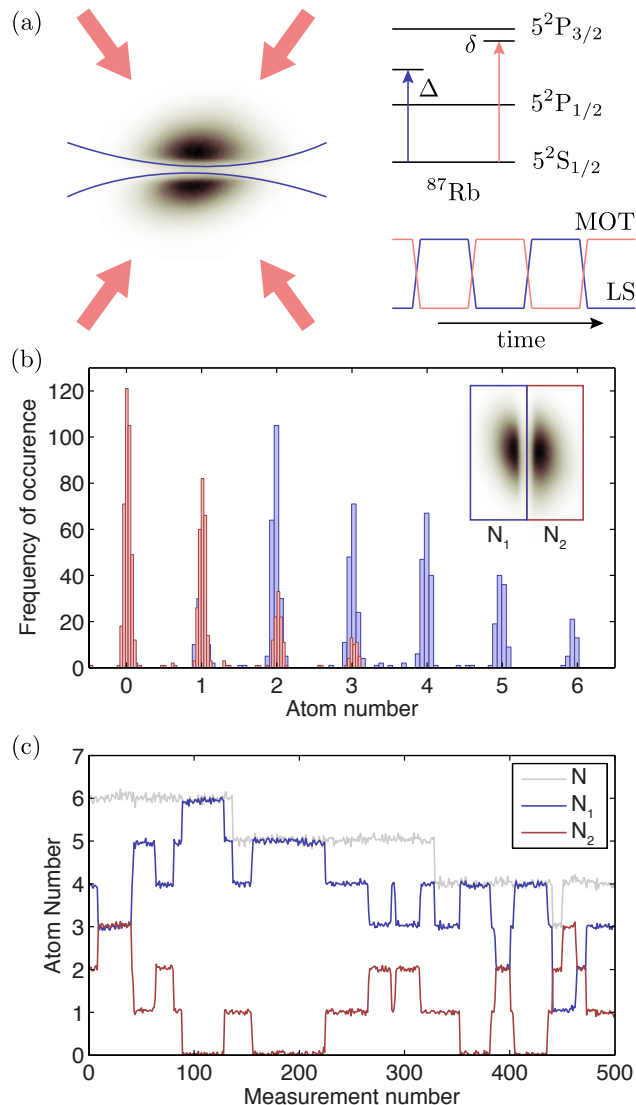 (a)
5²P₃/₂
δ
Δ
5²P₁/₂
5²S₁/₂
⁸⁷Rb
MOT
LS
time
(b)
120
100
80
60
40
20
0
Frequency of occurence
N₁ N₂
0 1 2 3 4 5 6
Atom number
(c)
7
6
5
4
3
2
1
0
Atom Number
N
N₁
N₂
0 100 200 300 400 500
Measurement number